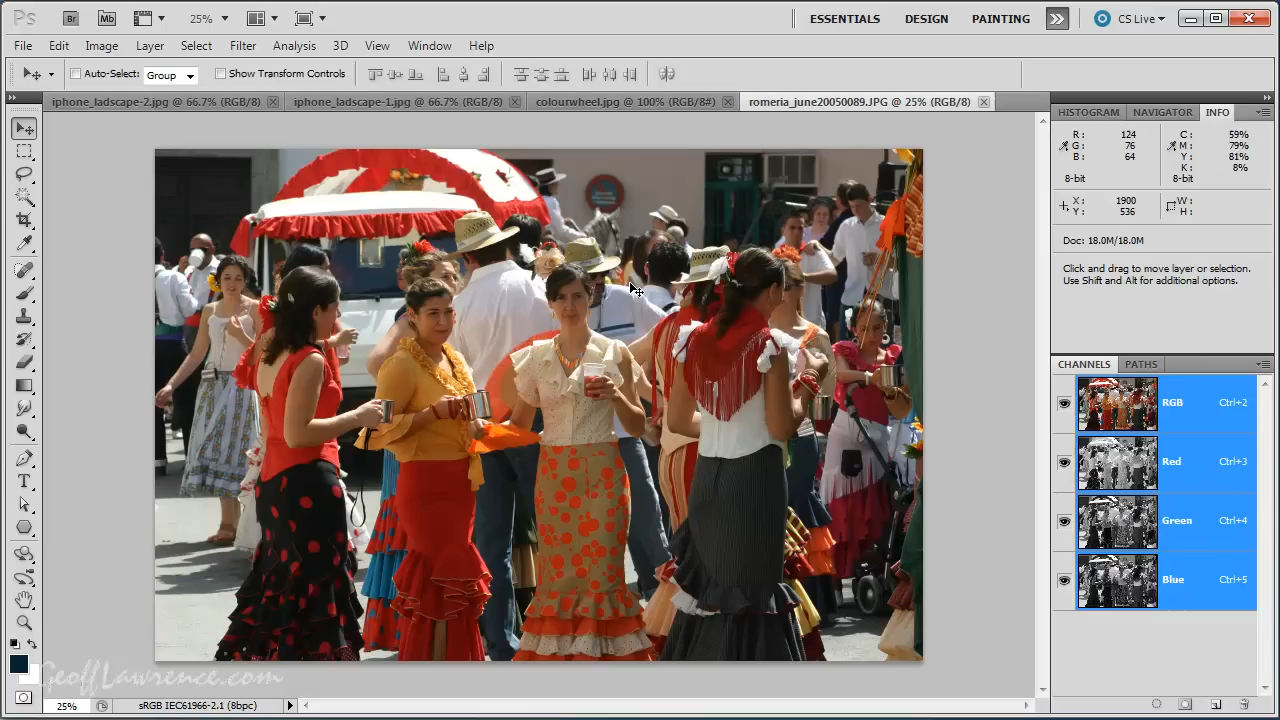 Ps Br Mb 25% ESSENTIALS DESIGN PAINTING CS Live
File Edit Image Layer Select Filter Analysis 3D View Window Help
Auto-Select: Group Show Transform Controls
iphone_ladscape-2.jpg @ 66.7% (RGB/8) iphone_ladscape-1.jpg @ 66.7% (RGB/8) colourwheel.jpg @ 100% (RGB/8#) romeria_june20050089.JPG @ 25% (RGB/8)
HISTOGRAM NAVIGATOR INFO
R: 124 C: 59%
G: 76 M: 79%
B: 64 Y: 81%
K: 8%
8-bit 8-bit
X: 1900 W:
Y: 536 H:
Doc: 18.0M/18.0M
Click and drag to move layer or selection.
Use Shift and Alt for additional options.
CHANNELS PATHS
RGB Ctrl+2
Red Ctrl+3
Green Ctrl+4
Blue Ctrl+5
T
GeoffLawrence.com
25% sRGB IEC61966-2.1 (8bpc)